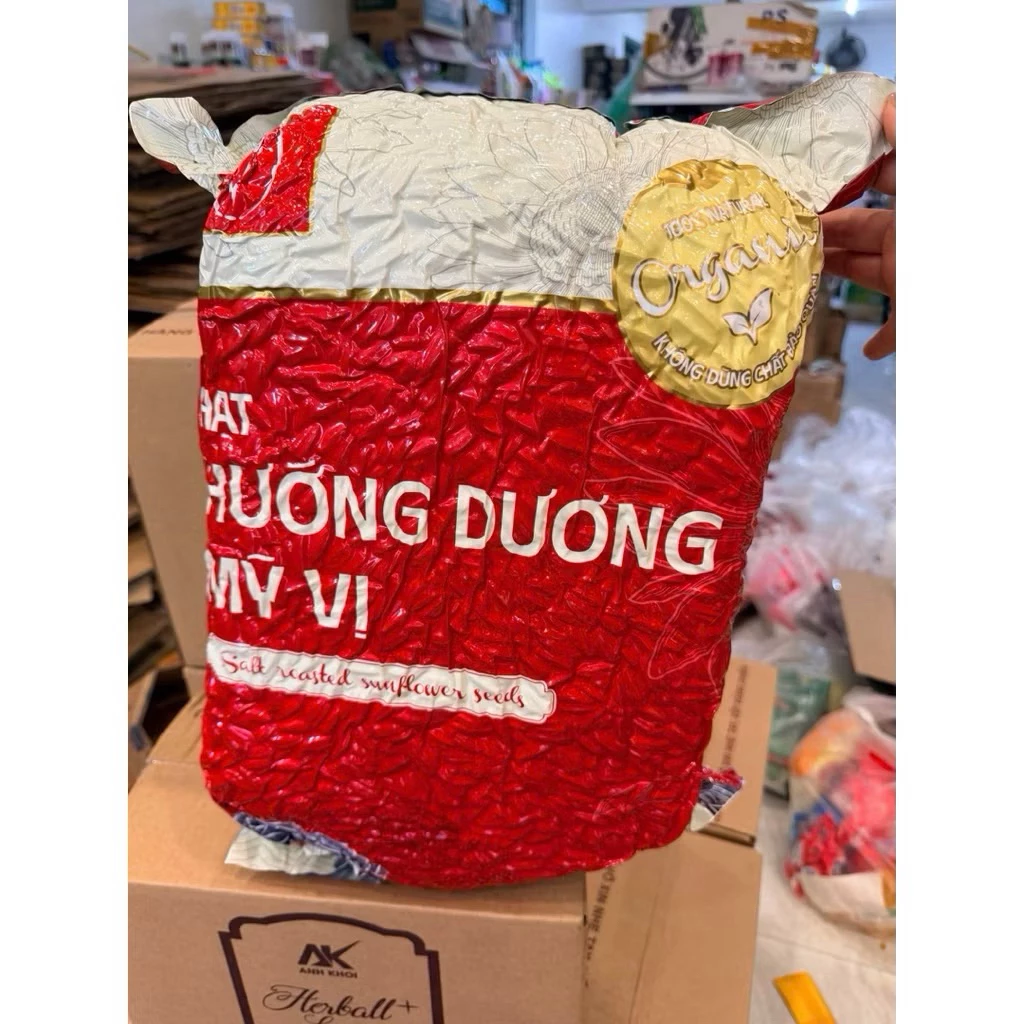 100% NATURAL
Organic
KHÔNG DÙNG CHẤT BẢO QUẢN
HẠT
HƯỚNG DƯƠNG
MỸ VỊ
Salt roasted sunflower seeds
AK
ANH KHOI
Herball+